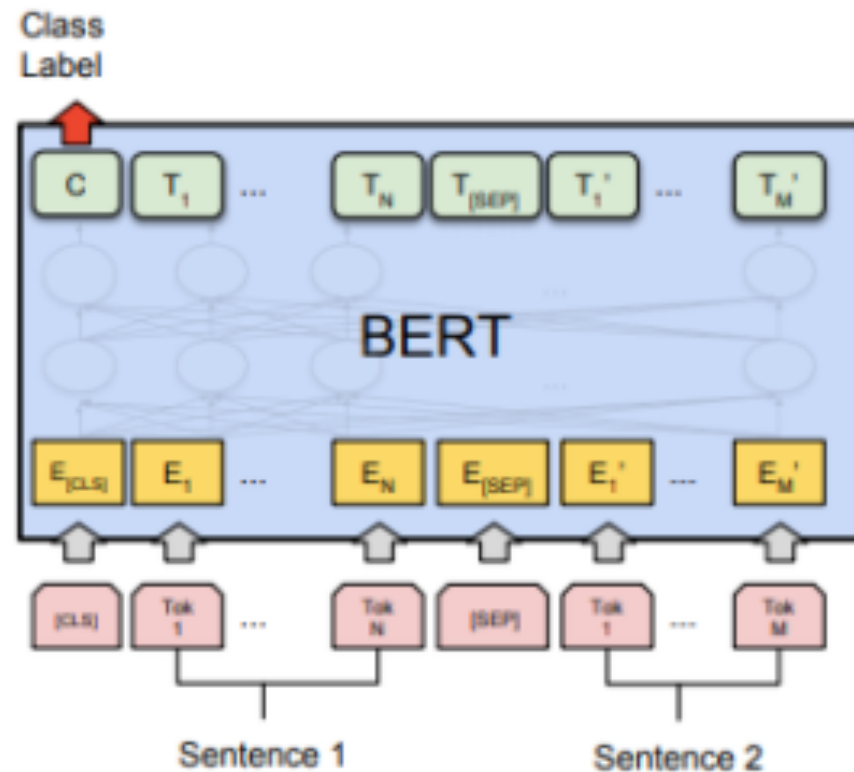 Class
Label
C T1 ... TN T[SEP] T1' ... TM'
...
BERT
...
E[CLS] E1 ... EN E[SEP] E1' ... EM'
[CLS] Tok 1 ... Tok N [SEP] Tok 1 ... Tok M
Sentence 1 Sentence 2